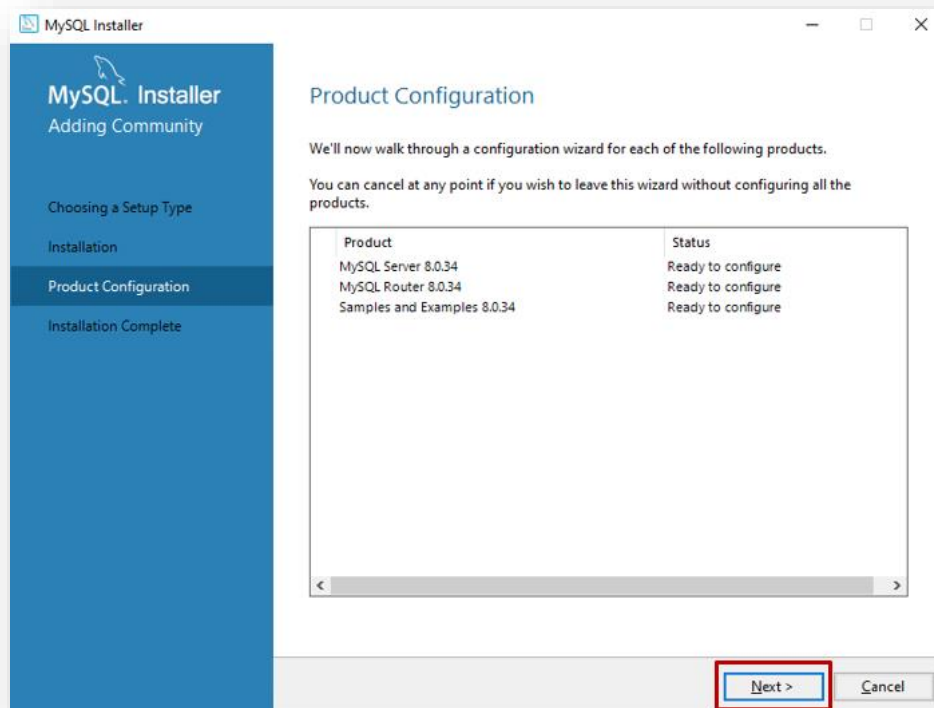 MySQL Installer
MySQL. Installer
Adding Community
Choosing a Setup Type
Installation
Product Configuration
Installation Complete
Product Configuration
We'll now walk through a configuration wizard for each of the following products.
You can cancel at any point if you wish to leave this wizard without configuring all the
products.
Product Status
MySQL Server 8.0.34 Ready to configure
MySQL Router 8.0.34 Ready to configure
Samples and Examples 8.0.34 Ready to configure
Next > Cancel